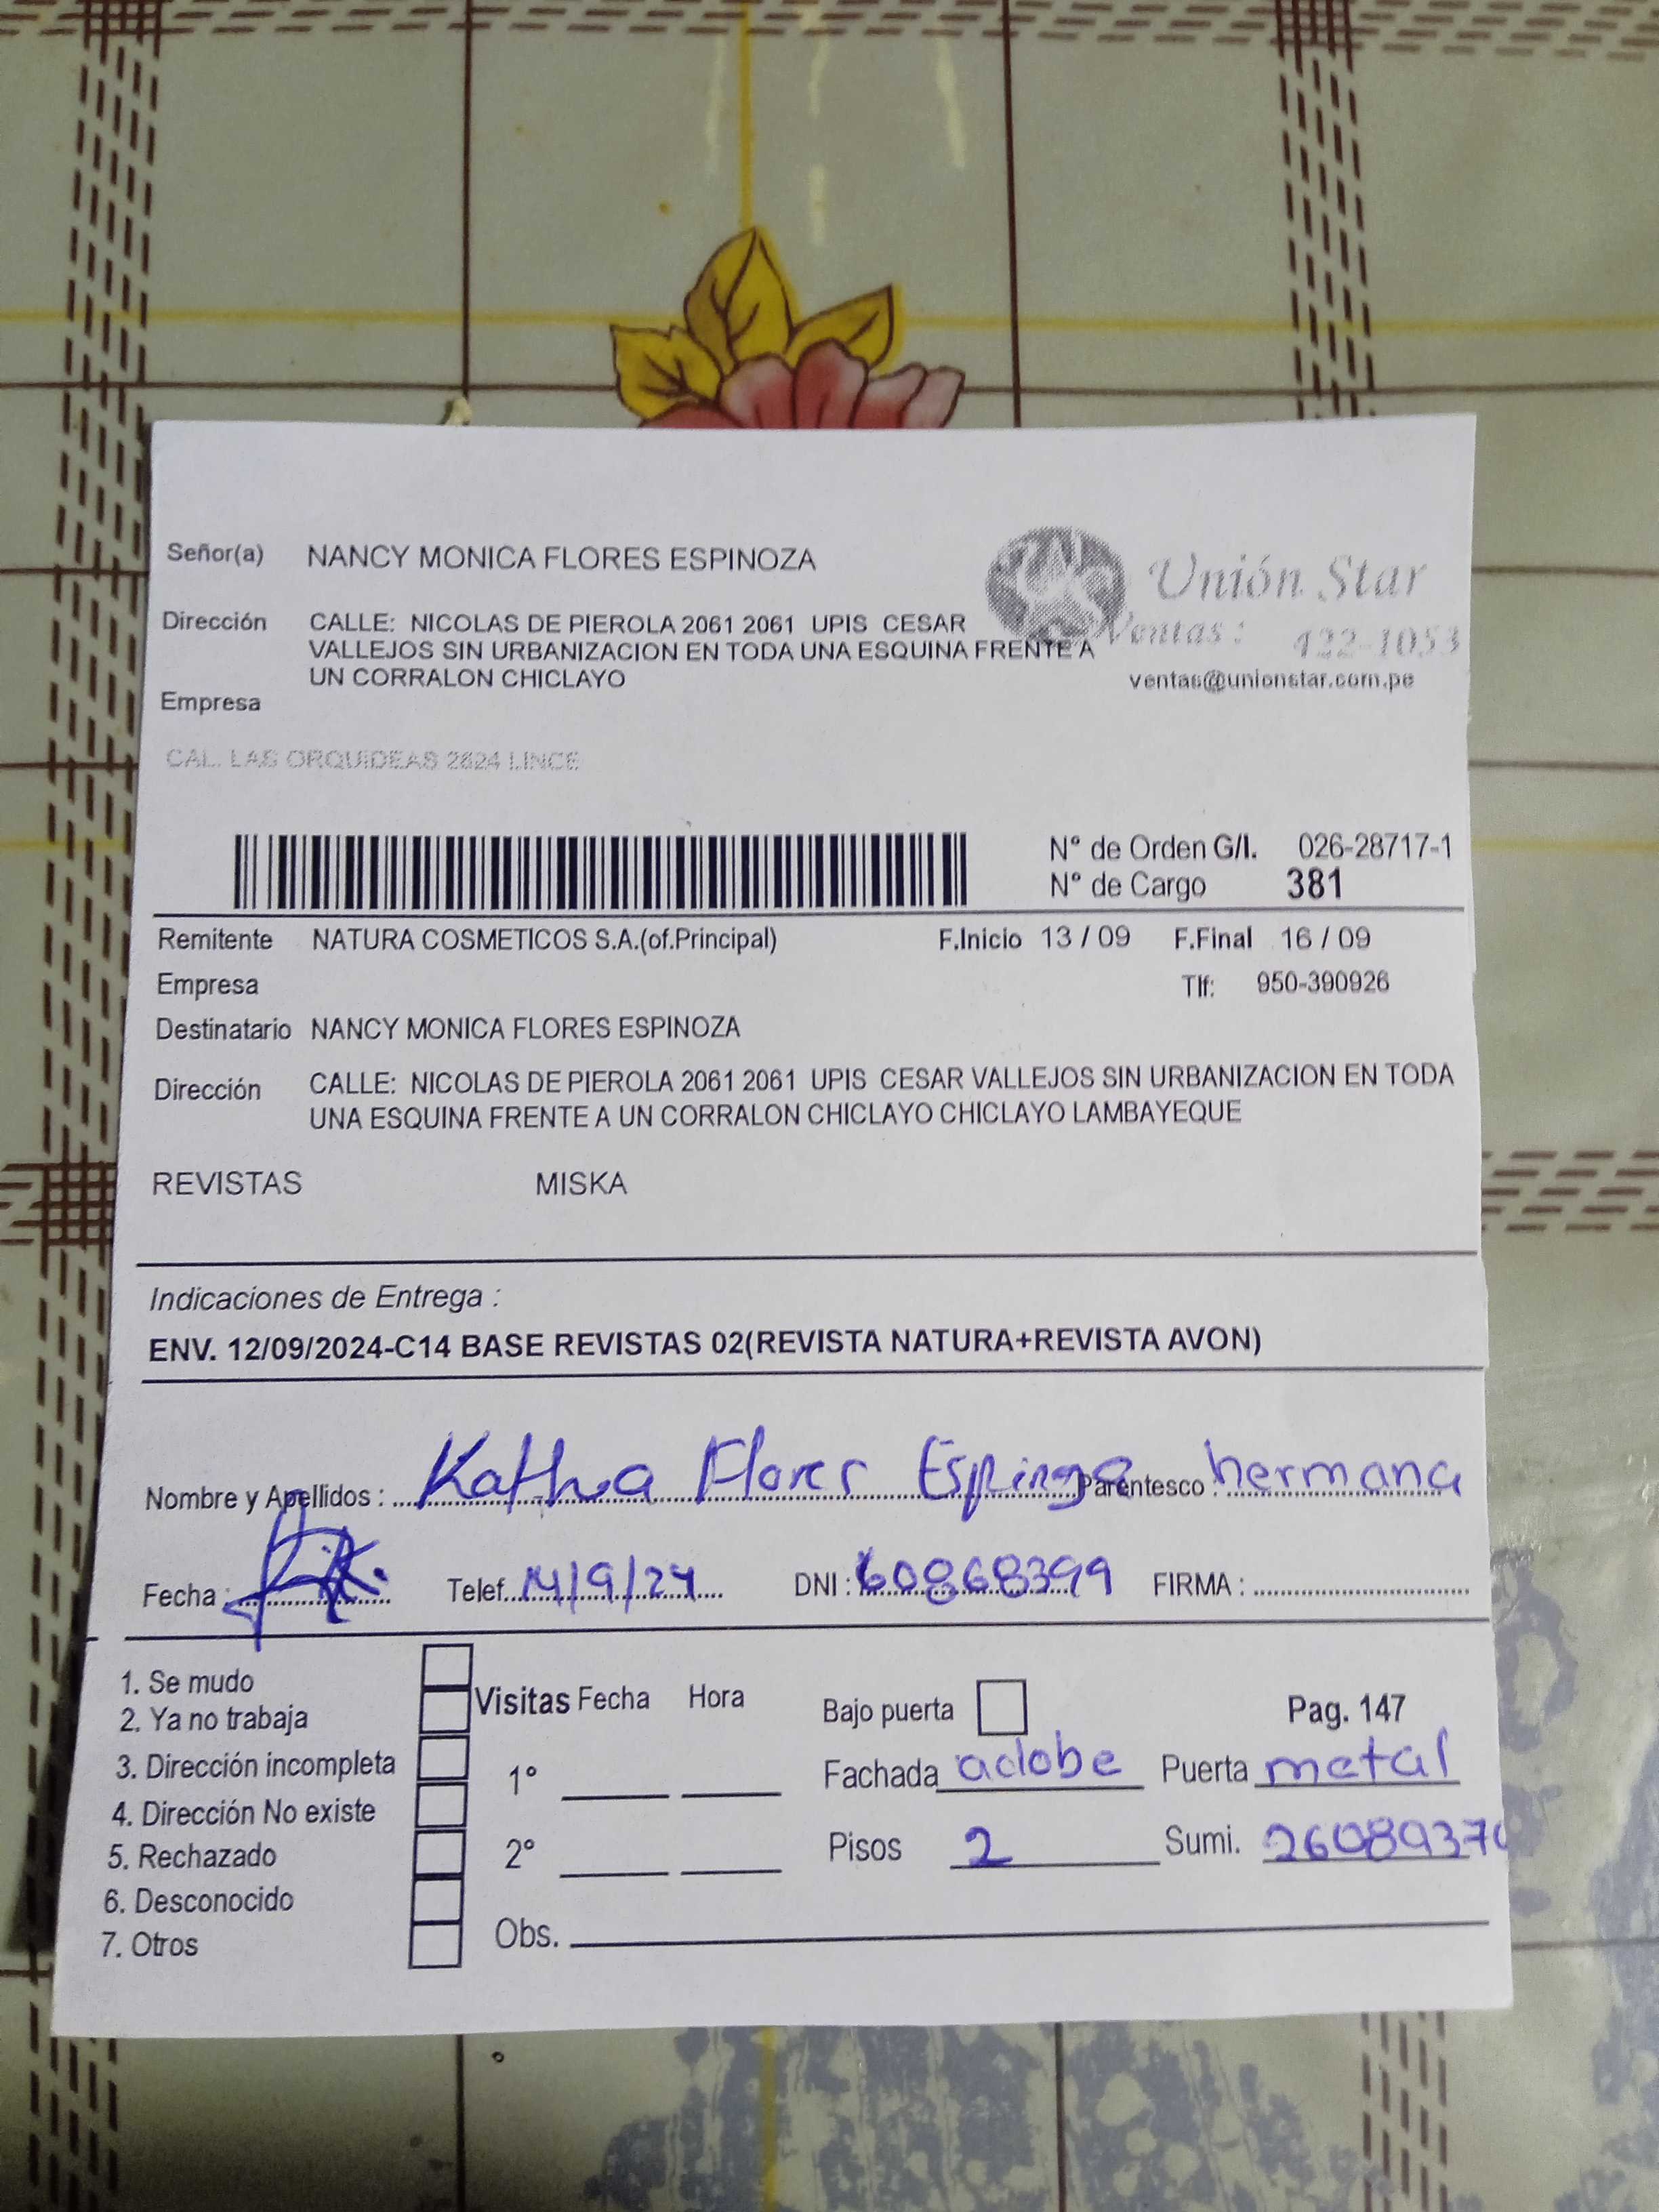 Señor(a) NANCY MONICA FLORES ESPINOZA
Unión Star
Dirección CALLE: NICOLAS DE PIEROLA 2061 2061 UPIS CESAR
VALLEJOS SIN URBANIZACION EN TODA UNA ESQUINA FRENTE A
UN CORRALON CHICLAYO
Ventas: 422-1053
ventas@unionstar.com.pe
Empresa
CAL. LAS ORQUIDEAS 2624 LINCE
N° de Orden G/I. 026-28717-1
N° de Cargo 381
Remitente NATURA COSMETICOS S.A.(of.Principal) F.Inicio 13 / 09 F.Final 16 / 09
Empresa Tlf: 950-390926
Destinatario NANCY MONICA FLORES ESPINOZA
Dirección CALLE: NICOLAS DE PIEROLA 2061 2061 UPIS CESAR VALLEJOS SIN URBANIZACION EN TODA
UNA ESQUINA FRENTE A UN CORRALON CHICLAYO CHICLAYO LAMBAYEQUE
REVISTAS MISKA
Indicaciones de Entrega :
ENV. 12/09/2024-C14 BASE REVISTAS 02(REVISTA NATURA+REVISTA AVON)
Nombre y Apellidos : Flores Parentesco : hermana
Fecha : Telef. 14/9/24 DNI : 60868399 FIRMA :
1. Se mudo
2. Ya no trabaja
3. Dirección incompleta
4. Dirección No existe
5. Rechazado
6. Desconocido
7. Otros
Visitas Fecha Hora
1°
2°
Obs.
Bajo puerta Pag. 147
Fachada adobe Puerta metal
Pisos 2 Sumi.